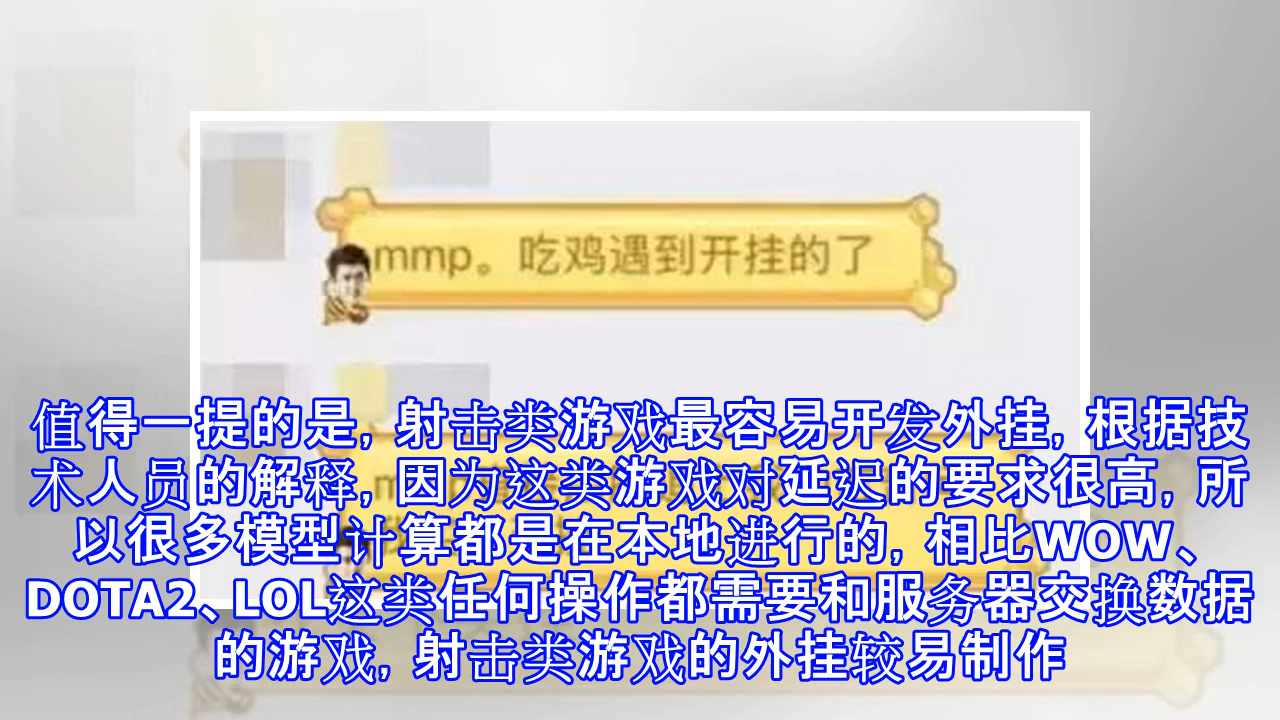 mmp。吃鸡遇到开挂的了
值得一提的是, 射击类游戏最容易开发外挂, 根据技
术人员的解释, 因为这类游戏对延迟的要求很高, 所
以很多模型计算都是在本地进行的, 相比WOW、
DOTA2、LOL这类任何操作都需要和服务器交换数据
的游戏, 射击类游戏的外挂较易制作